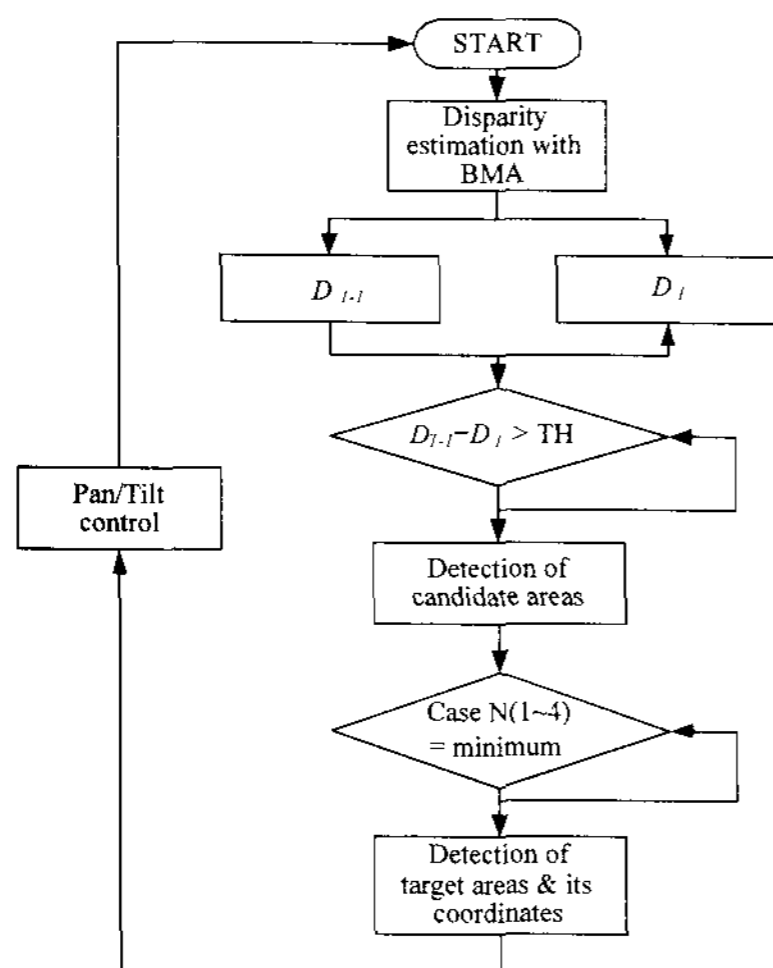 START
Disparity
estimation with
BMA
D I-1
D I
D I-1 − D I > TH
Pan/Tilt
control
Detection of
candidate areas
Case N(1~4)
= minimum
Detection of
target areas & its
coordinates